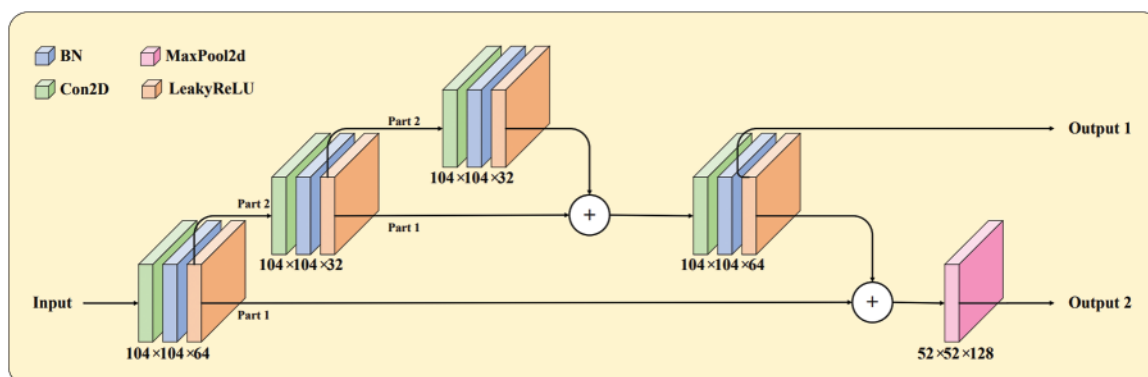 BN
MaxPool2d
Con2D
LeakyReLU
Part 2
104×104×32
Output 1
Part 2
Part 1
+
104×104×32
104×104×64
Input
Part 1
+
Output 2
104×104×64
52×52×128